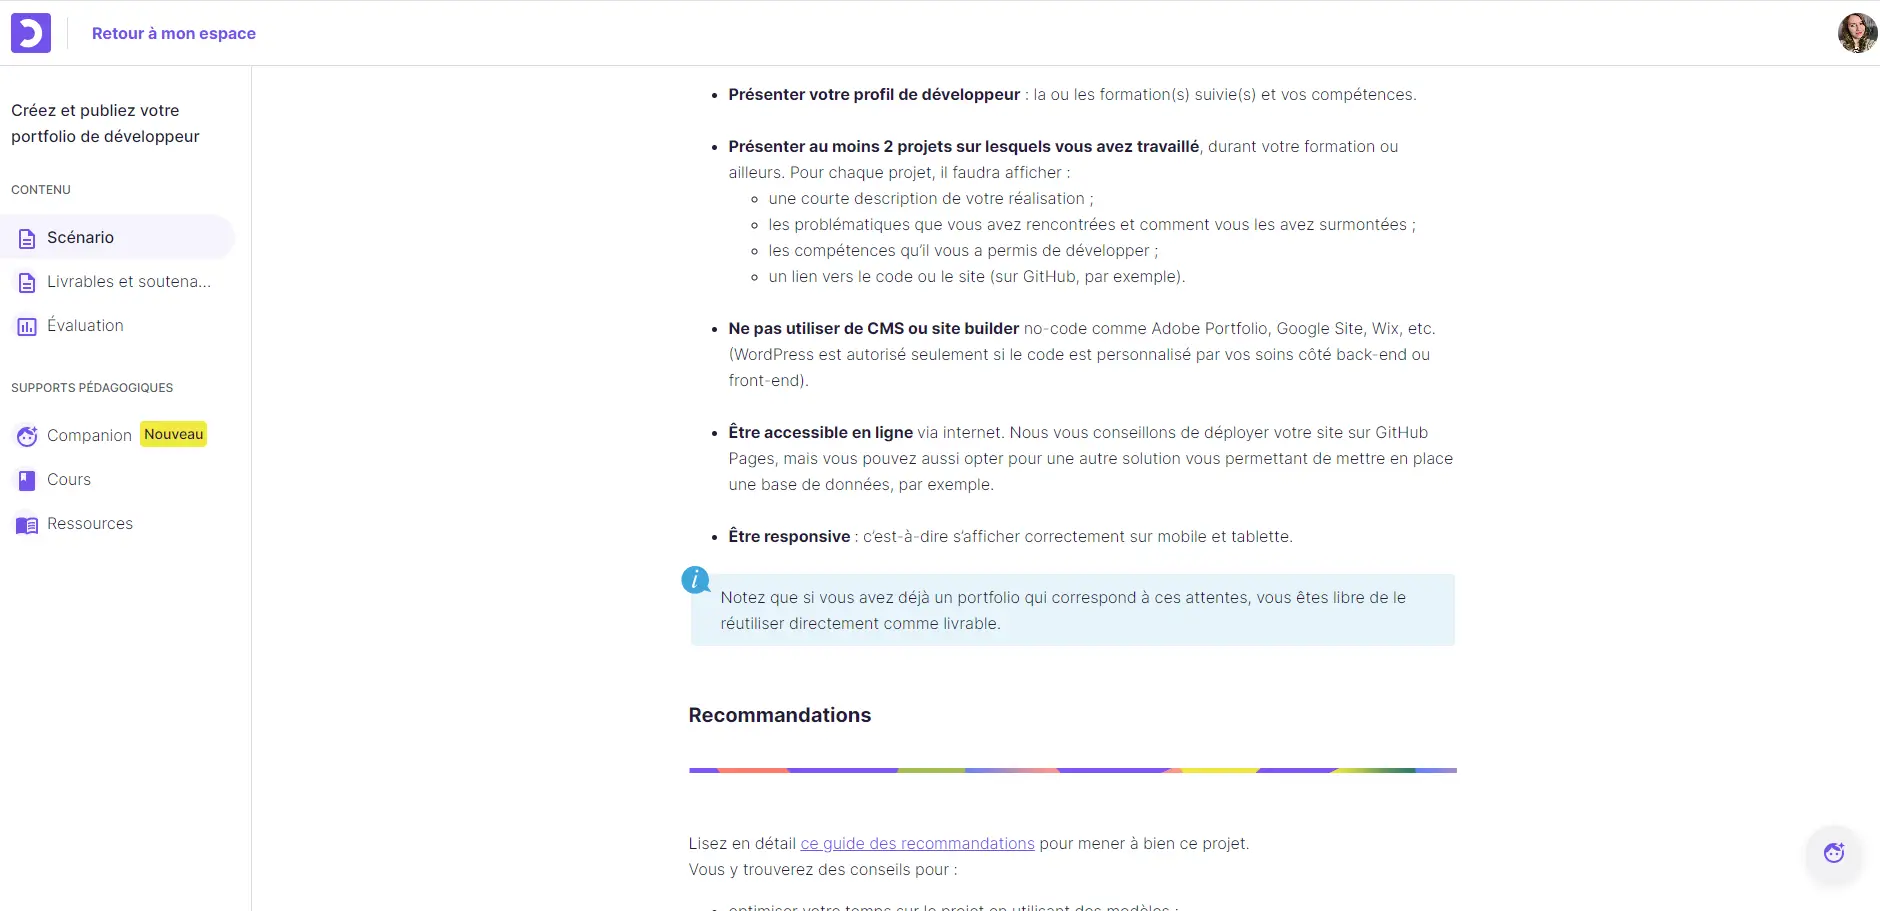 Retour à mon espace
Créez et publiez votre
portfolio de développeur
CONTENU
Scénario
Livrables et soutena...
Évaluation
SUPPORTS PÉDAGOGIQUES
Companion Nouveau
Cours
Ressources
• Présenter votre profil de développeur : la ou les formation(s) suivie(s) et vos compétences.
• Présenter au moins 2 projets sur lesquels vous avez travaillé, durant votre formation ou
ailleurs. Pour chaque projet, il faudra afficher :
◦ une courte description de votre réalisation ;
◦ les problématiques que vous avez rencontrées et comment vous les avez surmontées ;
◦ les compétences qu’il vous a permis de développer ;
◦ un lien vers le code ou le site (sur GitHub, par exemple).
• Ne pas utiliser de CMS ou site builder no-code comme Adobe Portfolio, Google Site, Wix, etc.
(WordPress est autorisé seulement si le code est personnalisé par vos soins côté back-end ou
front-end).
• Être accessible en ligne via internet. Nous vous conseillons de déployer votre site sur GitHub
Pages, mais vous pouvez aussi opter pour une autre solution vous permettant de mettre en place
une base de données, par exemple.
• Être responsive : c’est-à-dire s’afficher correctement sur mobile et tablette.
Notez que si vous avez déjà un portfolio qui correspond à ces attentes, vous êtes libre de le
réutiliser directement comme livrable.
Recommandations
Lisez en détail ce guide des recommandations pour mener à bien ce projet.
Vous y trouverez des conseils pour :
• optimiser votre temps sur le projet en utilisant des modèles ;